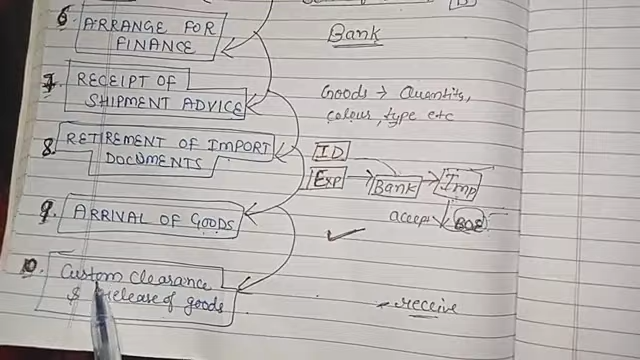 6. ARRANGE FOR
FINANCE
Bank
7. RECEIPT OF
SHIPMENT ADVICE
Goods → Quantity,
colour, type etc
8. RETIREMENT OF IMPORT
DOCUMENTS
ID
Exp → Bank → Imp
accept BOE
9. ARRIVAL OF GOODS
✓
10. Custom clearance
& release of goods
receive